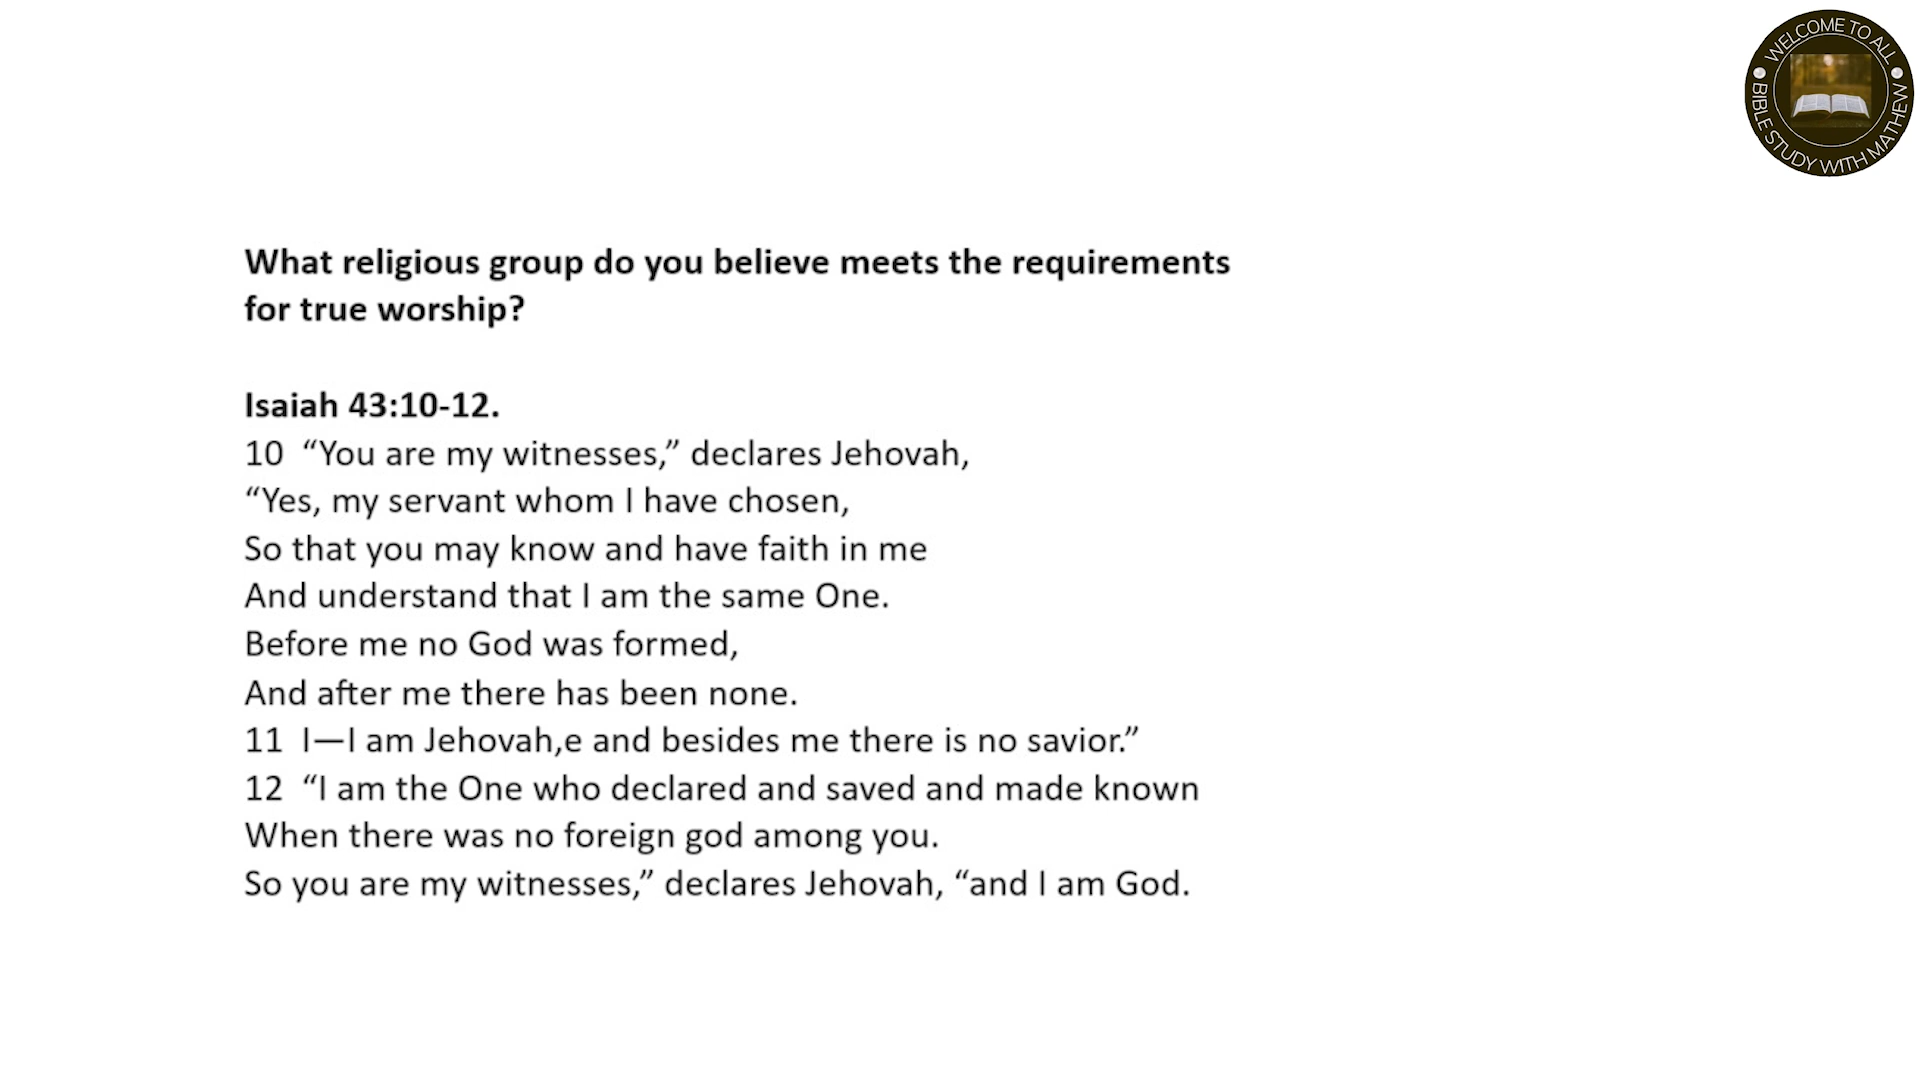 WELCOME TO ALL
BIBLE STUDY WITH MATHEW
What religious group do you believe meets the requirements
for true worship?
Isaiah 43:10-12.
10 “You are my witnesses,” declares Jehovah,
“Yes, my servant whom I have chosen,
So that you may know and have faith in me
And understand that I am the same One.
Before me no God was formed,
And after me there has been none.
11 I—I am Jehovah,e and besides me there is no savior.”
12 “I am the One who declared and saved and made known
When there was no foreign god among you.
So you are my witnesses,” declares Jehovah, “and I am God.